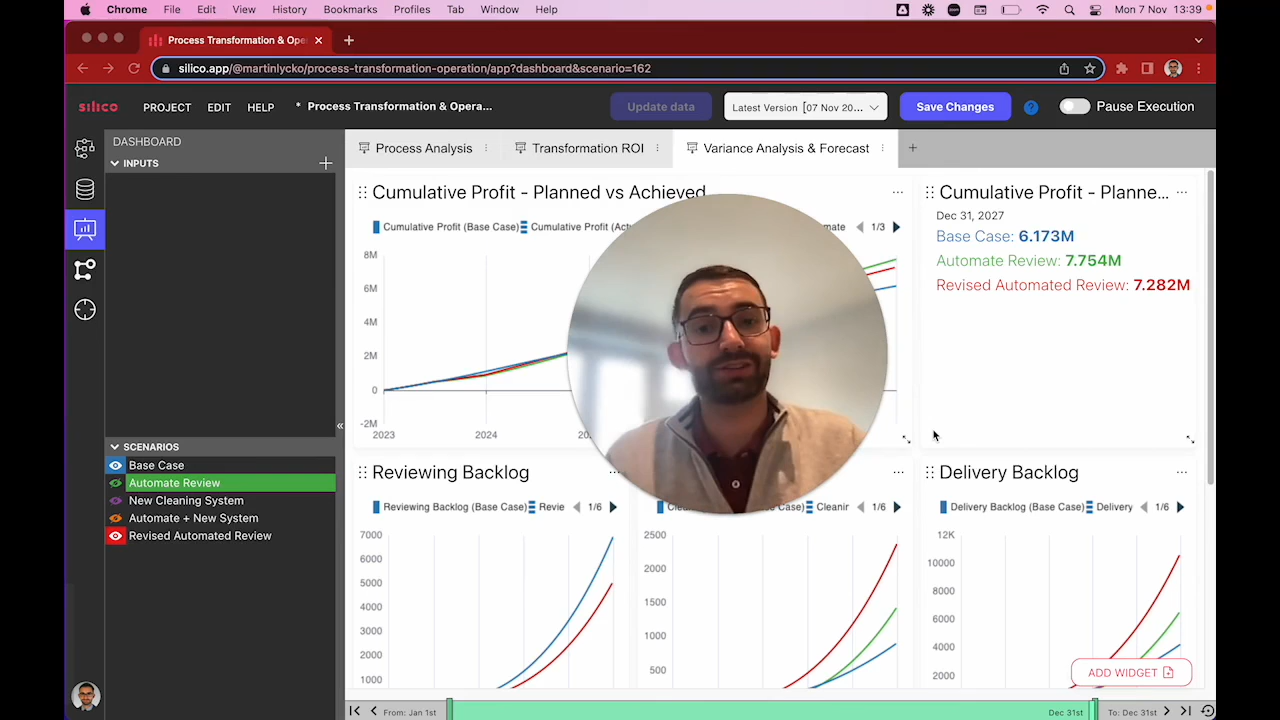 Chrome File Edit View History Bookmarks Profiles Tab Window Help Mon 7 Nov 13:39
Process Transformation & Ope
silico.app/@martinlycko/process-transformation-operation/app?dashboard&scenario=162
silico PROJECT EDIT HELP * Process Transformation & Opera... Update data Latest Version [07 Nov 20... Save Changes ? Pause Execution
DASHBOARD
INPUTS
Process Analysis Transformation ROI Variance Analysis & Forecast
Cumulative Profit - Planned vs Achieved
Cumulative Profit (Base Case) Cumulative Profit (Act 1/3
8M
6M
4M
2M
0
-2M
2023 2024
Cumulative Profit - Planne...
Dec 31, 2027
Base Case: 6.173M
Automate Review: 7.754M
Revised Automated Review: 7.282M
SCENARIOS
Base Case
Automate Review
New Cleaning System
Automate + New System
Revised Automated Review
Reviewing Backlog
Reviewing Backlog (Base Case) Revie 1/6
7000
6000
5000
4000
3000
2000
1000
Case) Cleanin 1/6
2500
2000
1500
1000
500
Delivery Backlog
Delivery Backlog (Base Case) Delivery 1/6
12K
10000
8000
6000
4000
2000
ADD WIDGET
From: Jan 1st Dec 31st To: Dec 31st